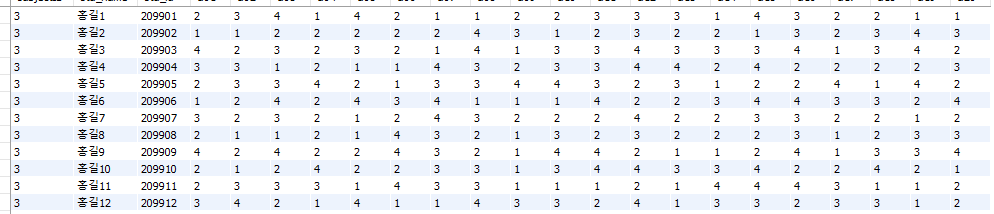 3 홍길1 209901 2 3 4 1 4 2 1 1 2 2 3 3 3 1 4 3 2 2 1 1
3 홍길2 209902 1 1 2 2 2 2 2 4 3 1 2 3 2 2 1 3 2 3 4 3
3 홍길3 209903 4 2 3 2 3 2 1 4 1 3 3 4 3 3 3 4 1 3 4 2
3 홍길4 209904 3 3 1 2 1 1 4 3 2 3 3 4 4 2 4 2 2 2 2 3
3 홍길5 209905 2 3 3 4 2 1 3 3 4 4 3 2 3 1 2 2 4 1 4 2
3 홍길6 209906 1 2 4 2 4 3 4 1 1 1 4 2 2 3 4 4 3 3 2 4
3 홍길7 209907 3 2 3 2 1 2 4 3 2 2 2 4 2 2 3 3 2 2 1 2
3 홍길8 209908 2 1 1 2 1 4 3 2 1 3 2 3 2 2 2 3 1 2 3 3
3 홍길9 209909 4 2 4 2 2 4 3 2 1 4 4 2 1 1 2 4 1 3 3 4
3 홍길10 209910 2 1 2 4 2 2 3 3 1 3 4 4 3 3 4 2 2 4 2 1
3 홍길11 209911 2 3 3 3 1 4 3 3 1 1 1 2 1 4 4 4 3 1 1 2
3 홍길12 209912 3 4 2 1 4 1 1 4 3 3 2 4 1 3 3 2 3 3 1 2